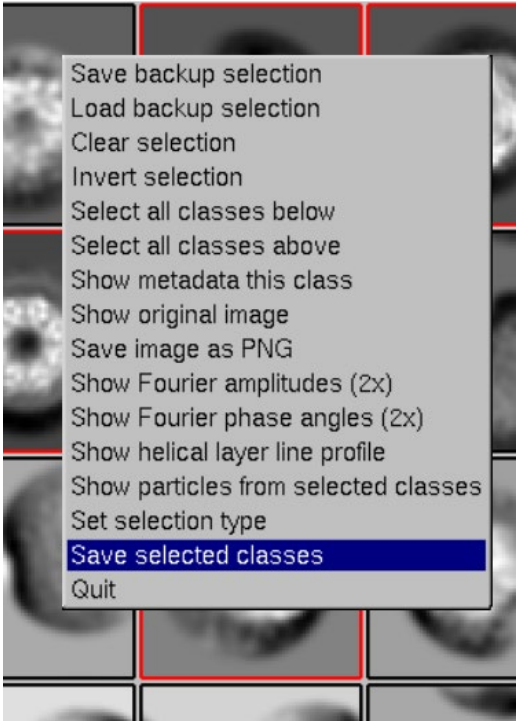 Save backup selection
Load backup selection
Clear selection
Invert selection
Select all classes below
Select all classes above
Show metadata this class
Show original image
Save image as PNG
Show Fourier amplitudes (2x)
Show Fourier phase angles (2x)
Show helical layer line profile
Show particles from selected classes
Set selection type
Save selected classes
Quit